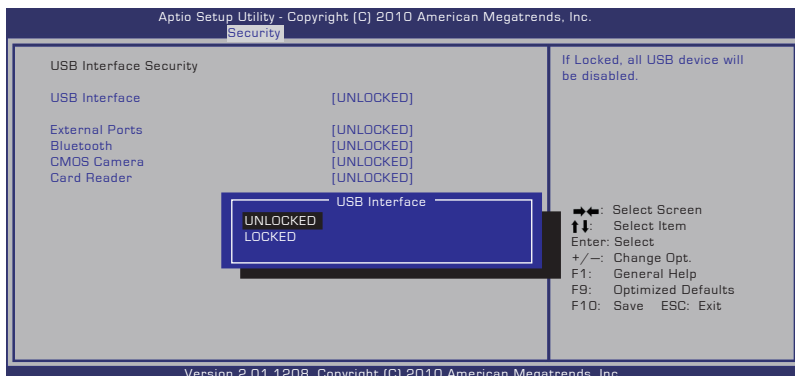 Aptio Setup Utility - Copyright (C) 2010 American Megatrends, Inc.
Security
USB Interface Security
USB Interface [UNLOCKED]
External Ports [UNLOCKED]
Bluetooth [UNLOCKED]
CMOS Camera [UNLOCKED]
Card Reader [UNLOCKED]
USB Interface
UNLOCKED
LOCKED
If Locked, all USB device will
be disabled.
→←: Select Screen
↑↓: Select Item
Enter: Select
+/—: Change Opt.
F1: General Help
F9: Optimized Defaults
F10: Save ESC: Exit
Version 2.01.1208. Copyright (C) 2010 American Megatrends, Inc.